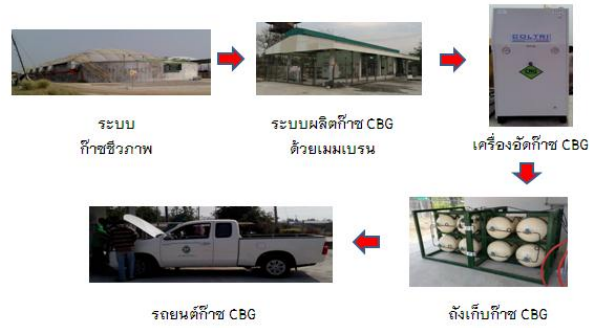 COLTRI
CBG
ระบบ
ก๊าซชีวภาพ
ระบบผลิตก๊าซ CBG
ด้วยเมมเบรน
เครื่องอัดก๊าซ CBG
รถยนต์ก๊าซ CBG
ถังเก็บก๊าซ CBG